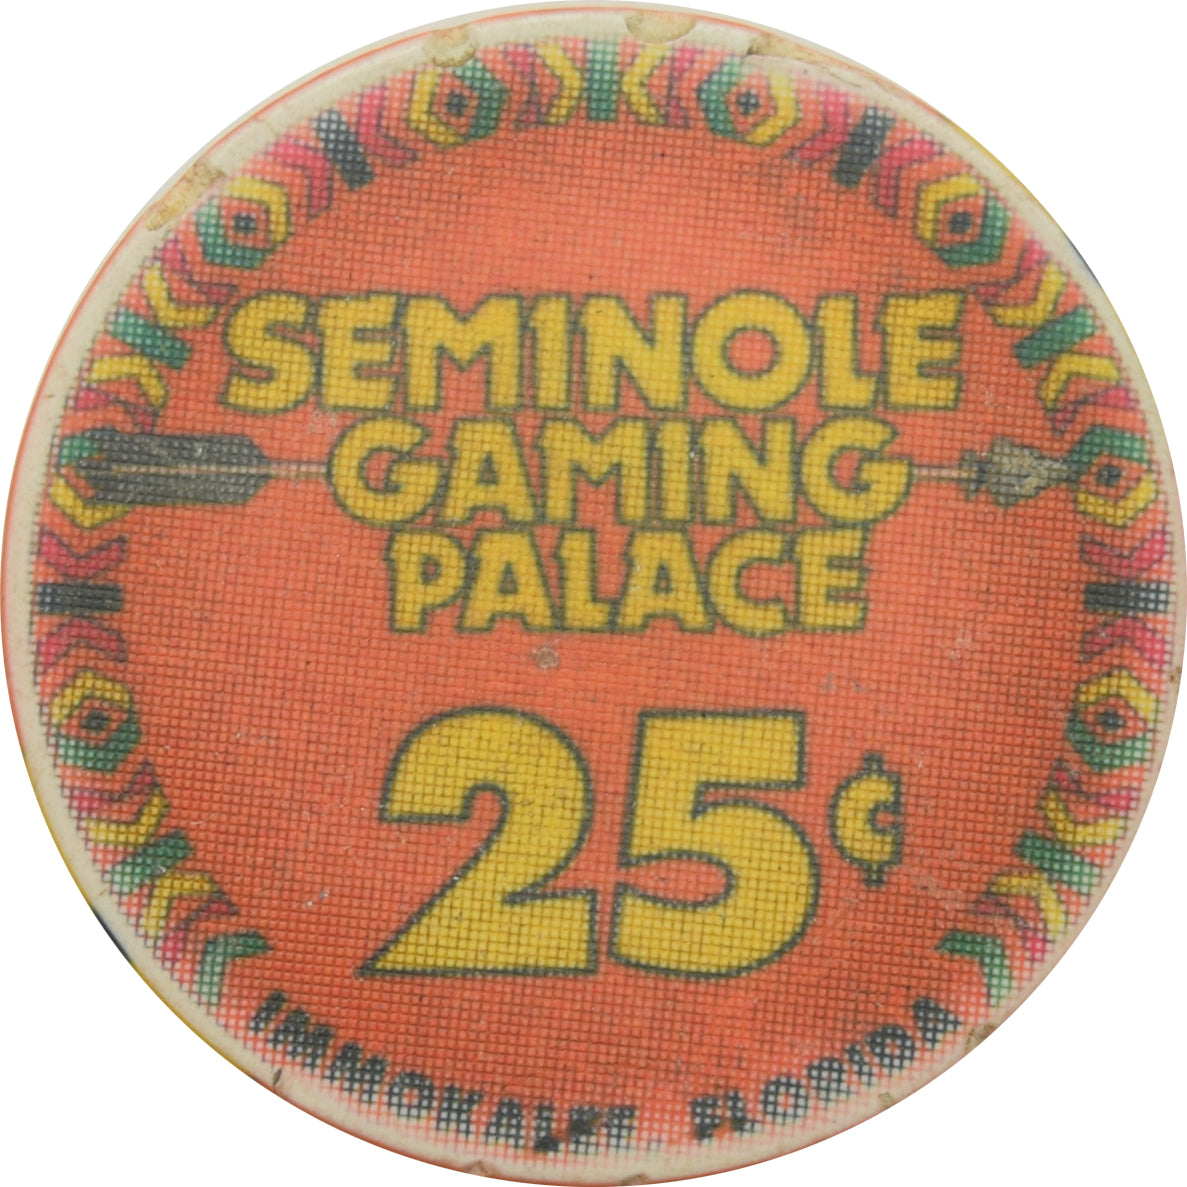 SEMINOLE
GAMING
PALACE
25¢
IMMOKALEE FLORIDA